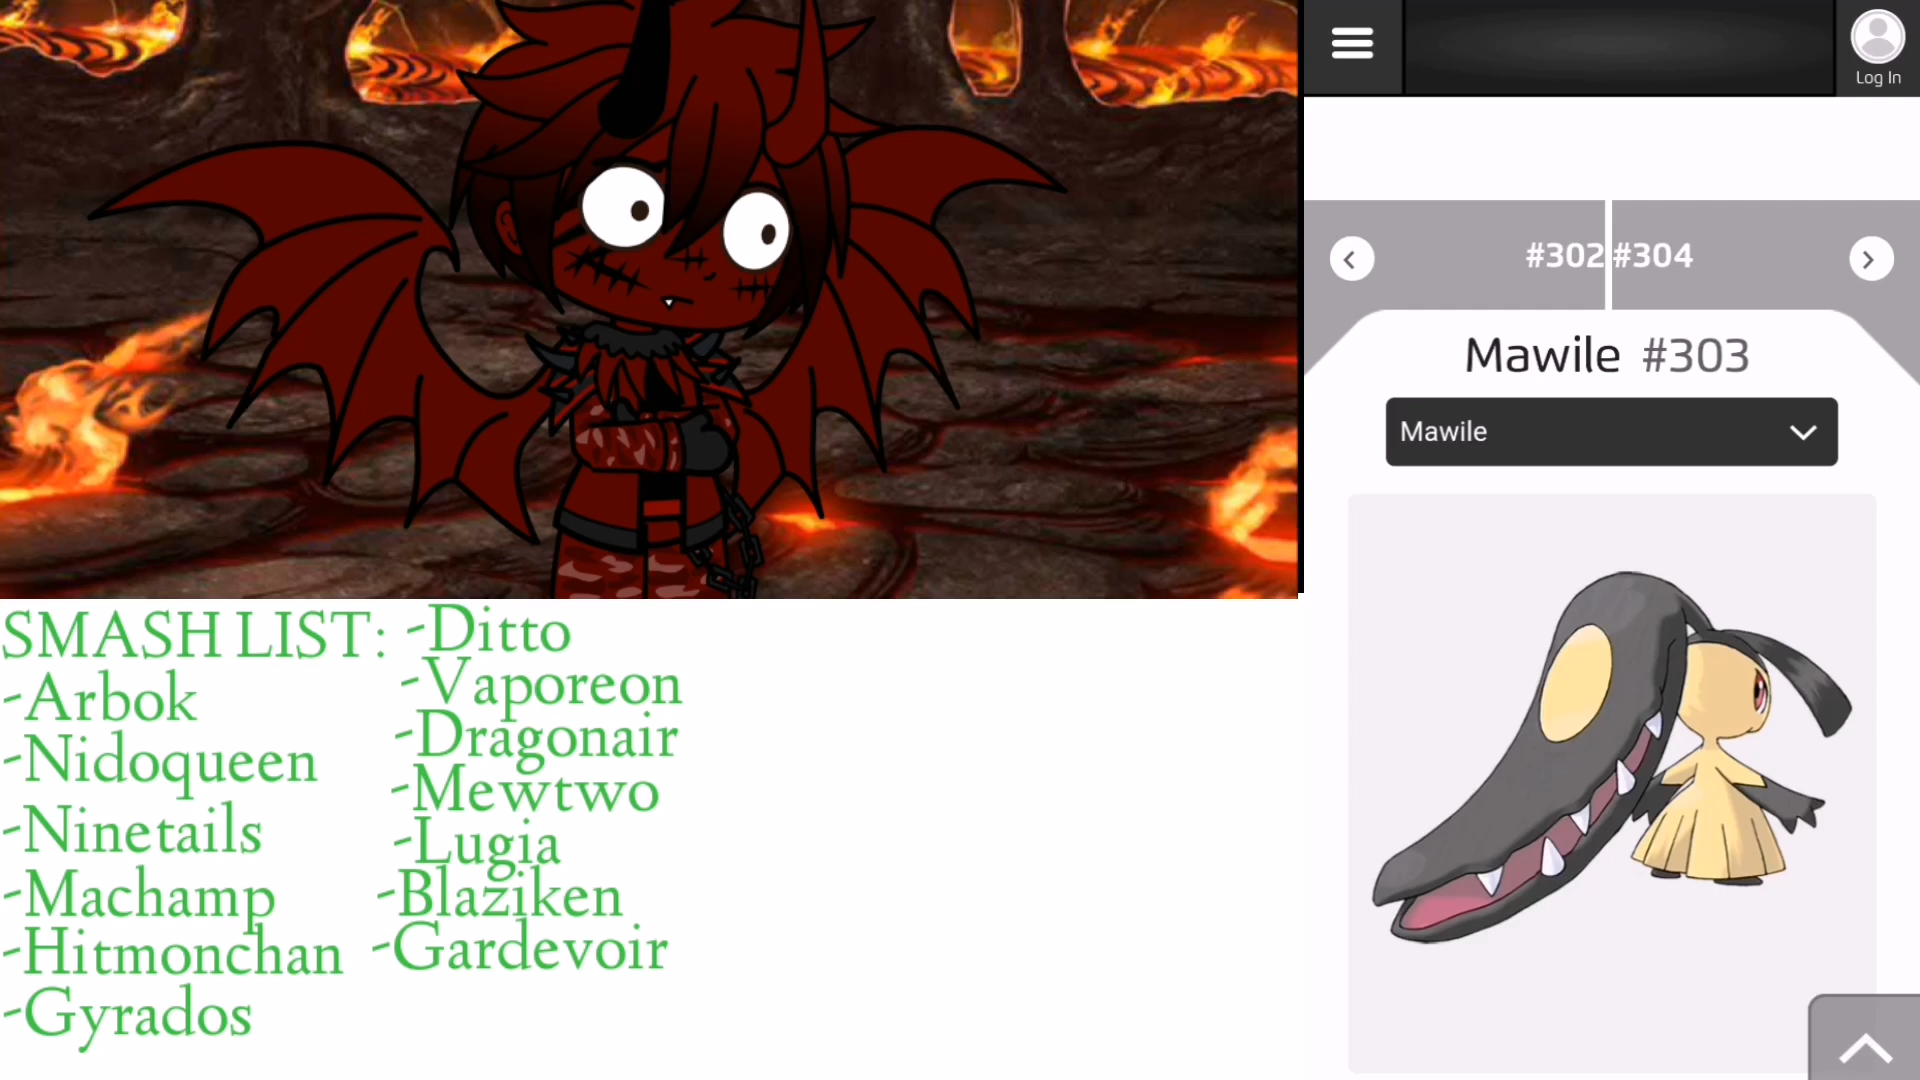 Log In
#302 #304
Mawile #303
Mawile
SMASH LIST:
-Arbok
-Nidoqueen
-Ninetails
-Machamp
-Hitmonchan
-Gyrados
-Ditto
-Vaporeon
-Dragonair
-Mewtwo
-Lugia
-Blaziken
-Gardevoir